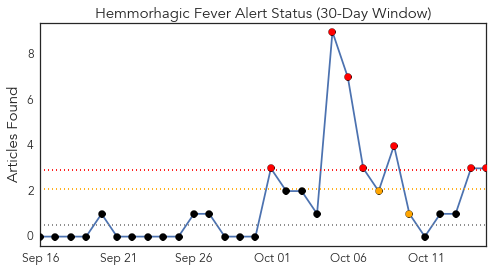 Hemmorhagic Fever Alert Status (30-Day Window)
Articles Found
8
6
4
2
0
Sep 16 Sep 21 Sep 26 Oct 01 Oct 06 Oct 11